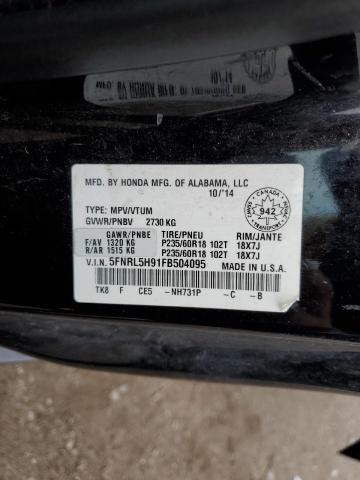 MFD. BY HONDA MFG. OF ALABAMA, LLC
10/'14
TYPE: MPV/VTUM
GVWR/PNBV 2730 KG
GAWR/PNBE TIRE/PNEU RIM/JANTE
F/AV 1320 KG P235/60R18 102T 18X7J
R/AR 1515 KG P235/60R18 102T 18X7J
V.I.N. 5FNRL5H91FB504095 MADE IN U.S.A.
TK8 F CE5 -NH731P -C -B
CANADA
942